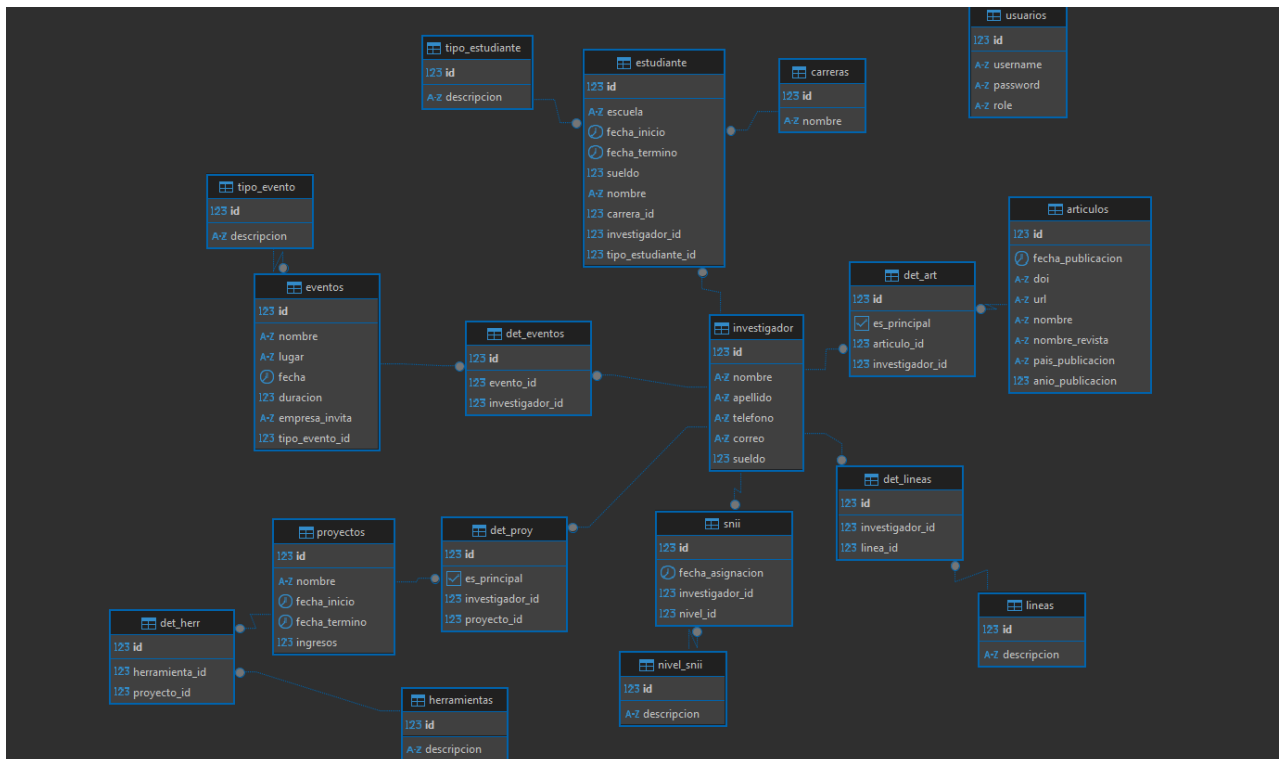 usuarios
123 id
A-Z username
A-Z password
A-Z role
tipo_estudiante
123 id
A-Z descripcion
estudiante
123 id
A-Z escuela
fecha_inicio
fecha_termino
123 sueldo
A-Z nombre
123 carrera_id
123 investigador_id
123 tipo_estudiante_id
carreras
123 id
A-Z nombre
tipo_evento
123 id
A-Z descripcion
articulos
123 id
fecha_publicacion
A-Z doi
A-Z url
A-Z nombre
A-Z nombre_revista
A-Z pais_publicacion
123 anio_publicacion
eventos
123 id
A-Z nombre
A-Z lugar
fecha
123 duracion
A-Z empresa_invita
123 tipo_evento_id
det_eventos
123 id
123 evento_id
123 investigador_id
investigador
123 id
A-Z nombre
A-Z apellido
A-Z telefono
A-Z correo
123 sueldo
det_art
123 id
es_principal
123 articulo_id
123 investigador_id
det_lineas
123 id
123 investigador_id
123 linea_id
proyectos
123 id
A-Z nombre
fecha_inicio
fecha_termino
123 ingresos
det_proy
123 id
es_principal
123 investigador_id
123 proyecto_id
snii
123 id
fecha_asignacion
123 investigador_id
123 nivel_id
lineas
123 id
A-Z descripcion
det_herr
123 id
123 herramienta_id
123 proyecto_id
nivel_snii
123 id
A-Z descripcion
herramientas
123 id
A-Z descripcion